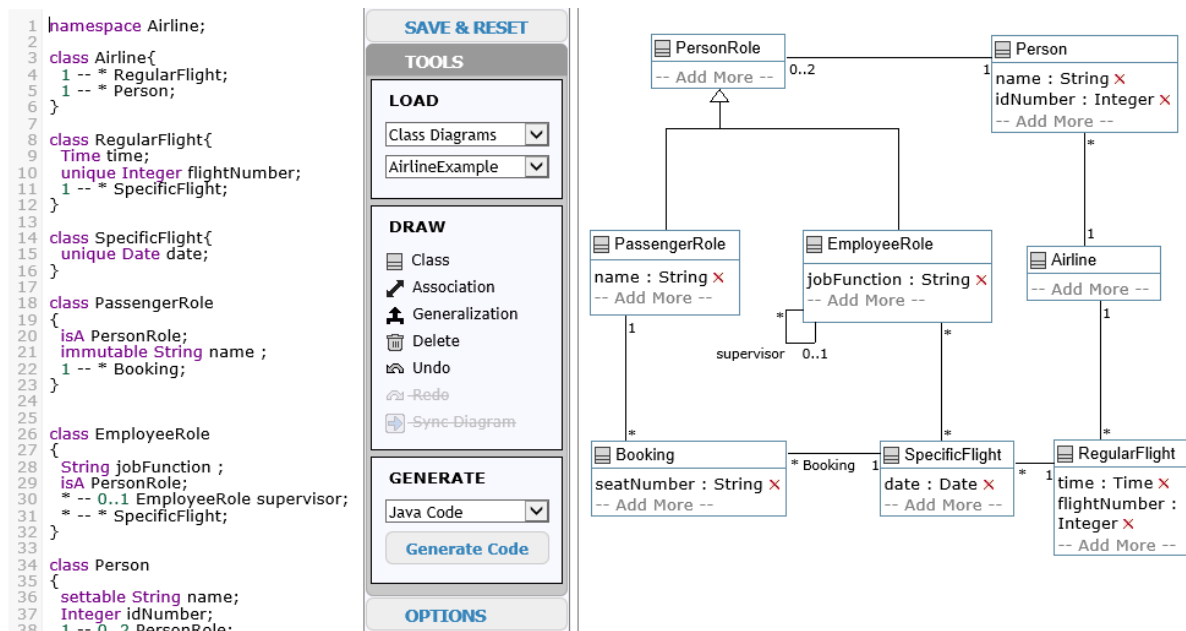 1 namespace Airline;
2
3 class Airline{
4 1 -- * RegularFlight;
5 1 -- * Person;
6 }
7
8 class RegularFlight{
9 Time time;
10 unique Integer flightNumber;
11 1 -- * SpecificFlight;
12 }
13
14 class SpecificFlight{
15 unique Date date;
16 }
17
18 class PassengerRole
19 {
20 isA PersonRole;
21 immutable String name ;
22 1 -- * Booking;
23 }
24
25
26 class EmployeeRole
27 {
28 String jobFunction ;
29 isA PersonRole;
30 * -- 0..1 EmployeeRole supervisor;
31 * -- * SpecificFlight;
32 }
33
34 class Person
35 {
36 settable String name;
37 Integer idNumber;
38 1 -- 0..2 PersonRole;
SAVE & RESET
TOOLS
LOAD
Class Diagrams
AirlineExample
DRAW
Class
Association
Generalization
Delete
Undo
Redo
Sync Diagram
GENERATE
Java Code
Generate Code
OPTIONS
PersonRole
-- Add More --
0..2
1
Person
name : String ×
idNumber : Integer ×
-- Add More --
*
1
PassengerRole
name : String ×
-- Add More --
1
EmployeeRole
jobFunction : String ×
-- Add More --
*
supervisor 0..1
*
Airline
-- Add More --
1
*
*
*
Booking
seatNumber : String ×
-- Add More --
* Booking 1
SpecificFlight
date : Date ×
-- Add More --
* 1
RegularFlight
time : Time ×
flightNumber :
Integer ×
-- Add More --